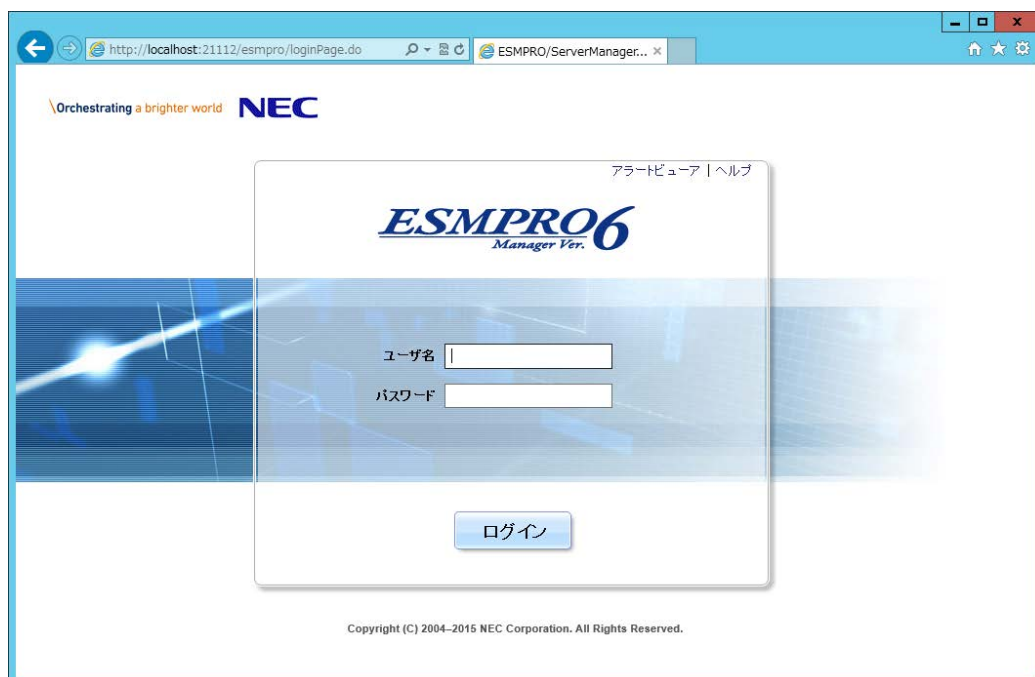 http://localhost:21112/esmpro/loginPage.do
ESMPRO/ServerManager...
\Orchestrating a brighter world NEC
アラートビューア | ヘルプ
ESMPRO6
Manager Ver.
ユーザ名
パスワード
ログイン
Copyright (C) 2004–2015 NEC Corporation. All Rights Reserved.